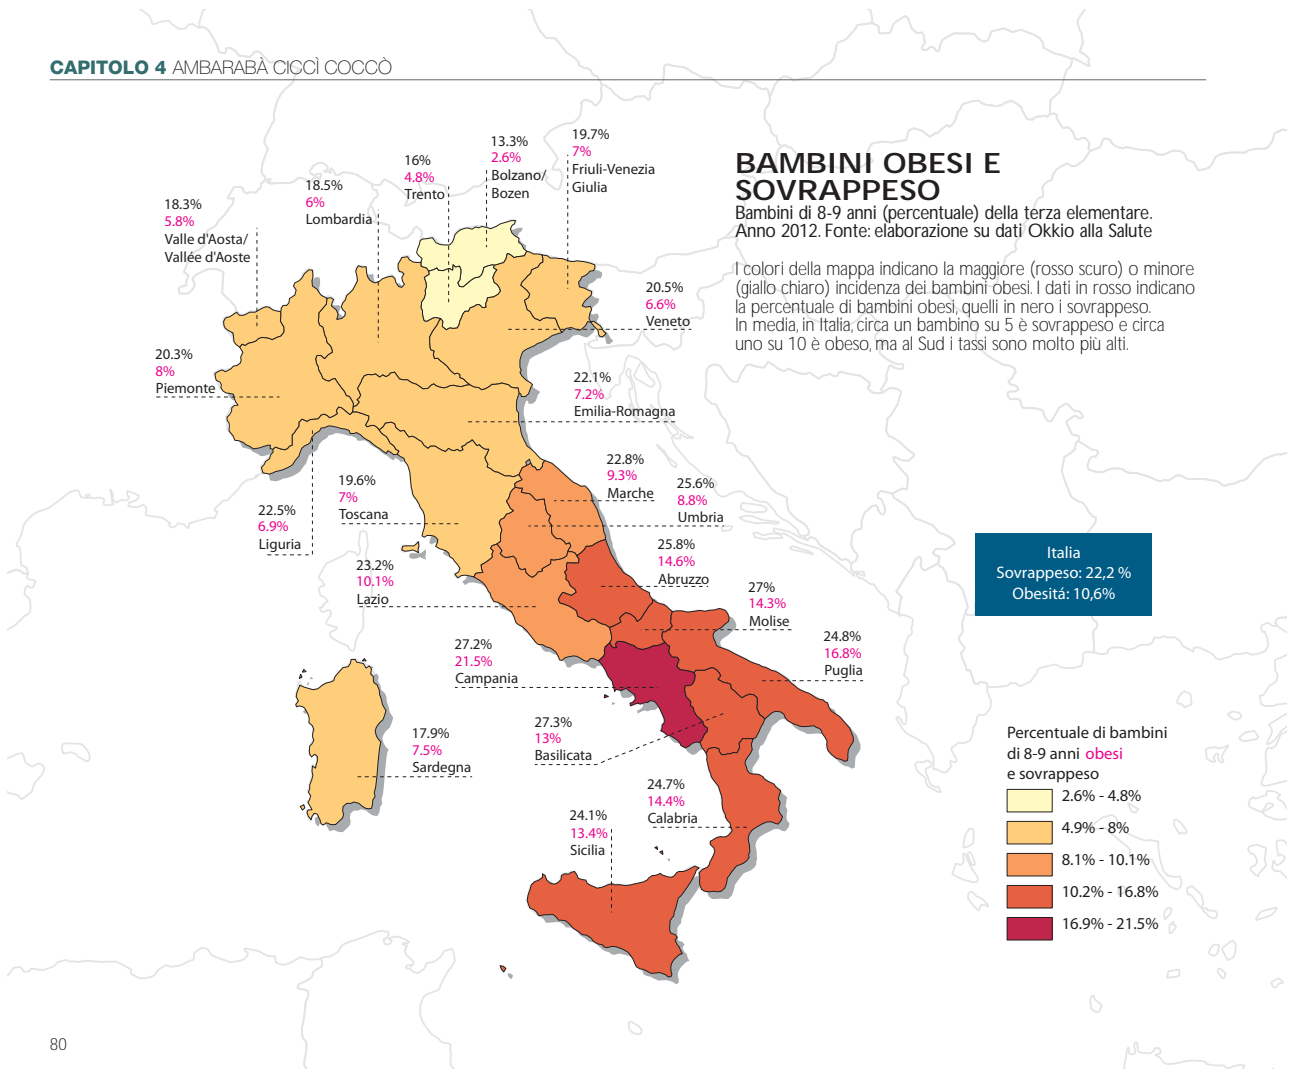 CAPITOLO 4 AMBARABÀ CICCÌ COCCÒ
BAMBINI OBESI E
SOVRAPPESO
Bambini di 8-9 anni (percentuale) della terza elementare.
Anno 2012. Fonte: elaborazione su dati Okkio alla Salute
I colori della mappa indicano la maggiore (rosso scuro) o minore
(giallo chiaro) incidenza dei bambini obesi. I dati in rosso indicano
la percentuale di bambini obesi, quelli in nero i sovrappeso.
In media, in Italia, circa un bambino su 5 è sovrappeso e circa
uno su 10 è obeso, ma al Sud i tassi sono molto più alti.
18.3%
5.8%
Valle d'Aosta/
Vallée d'Aoste
18.5%
6%
Lombardia
16%
4.8%
Trento
13.3%
2.6%
Bolzano/
Bozen
19.7%
7%
Friuli-Venezia
Giulia
20.5%
6.6%
Veneto
20.3%
8%
Piemonte
22.1%
7.2%
Emilia-Romagna
22.8%
9.3%
Marche
25.6%
8.8%
Umbria
19.6%
7%
Toscana
22.5%
6.9%
Liguria
25.8%
14.6%
Abruzzo
23.2%
10.1%
Lazio
27%
14.3%
Molise
24.8%
16.8%
Puglia
27.2%
21.5%
Campania
27.3%
13%
Basilicata
17.9%
7.5%
Sardegna
24.7%
14.4%
Calabria
24.1%
13.4%
Sicilia
Italia
Sovrappeso: 22,2 %
Obesitá: 10,6%
Percentuale di bambini
di 8-9 anni obesi
e sovrappeso
2.6% - 4.8%
4.9% - 8%
8.1% - 10.1%
10.2% - 16.8%
16.9% - 21.5%
80